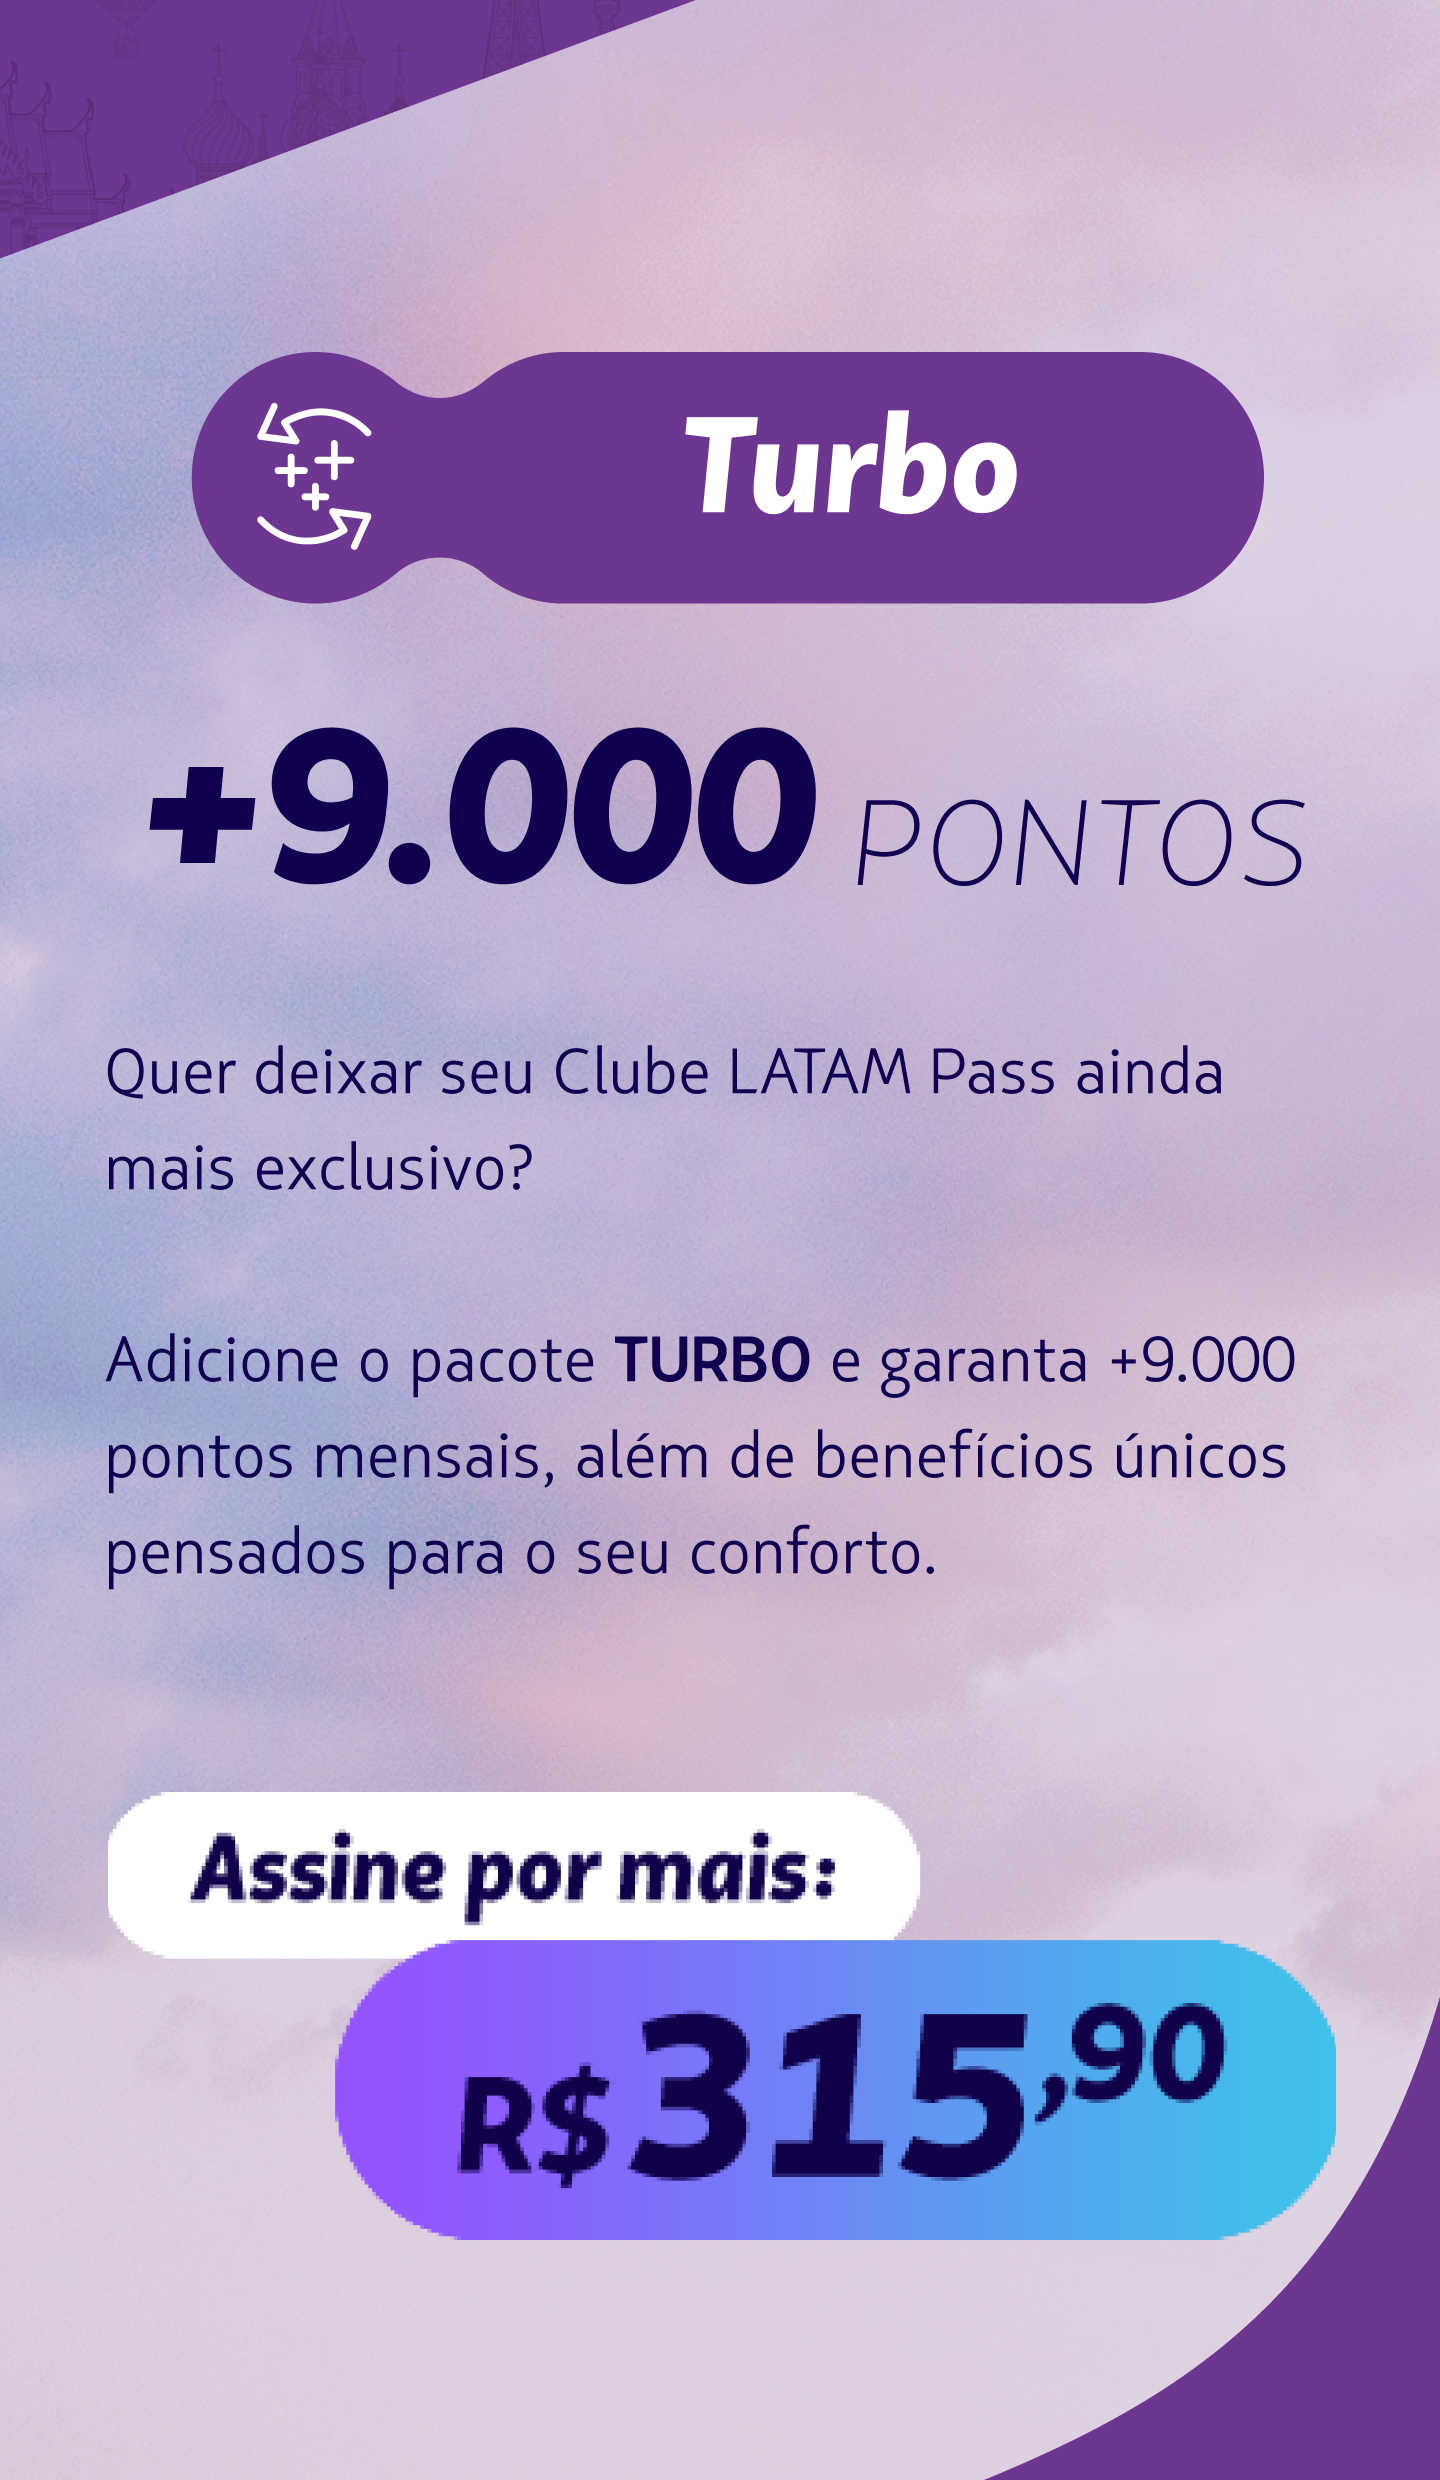 Turbo
+9.000 PONTOS
Quer deixar seu Clube LATAM Pass ainda
mais exclusivo?
Adicione o pacote TURBO e garanta +9.000
pontos mensais, além de benefícios únicos
pensados para o seu conforto.
Assine por mais:
R$ 315,90